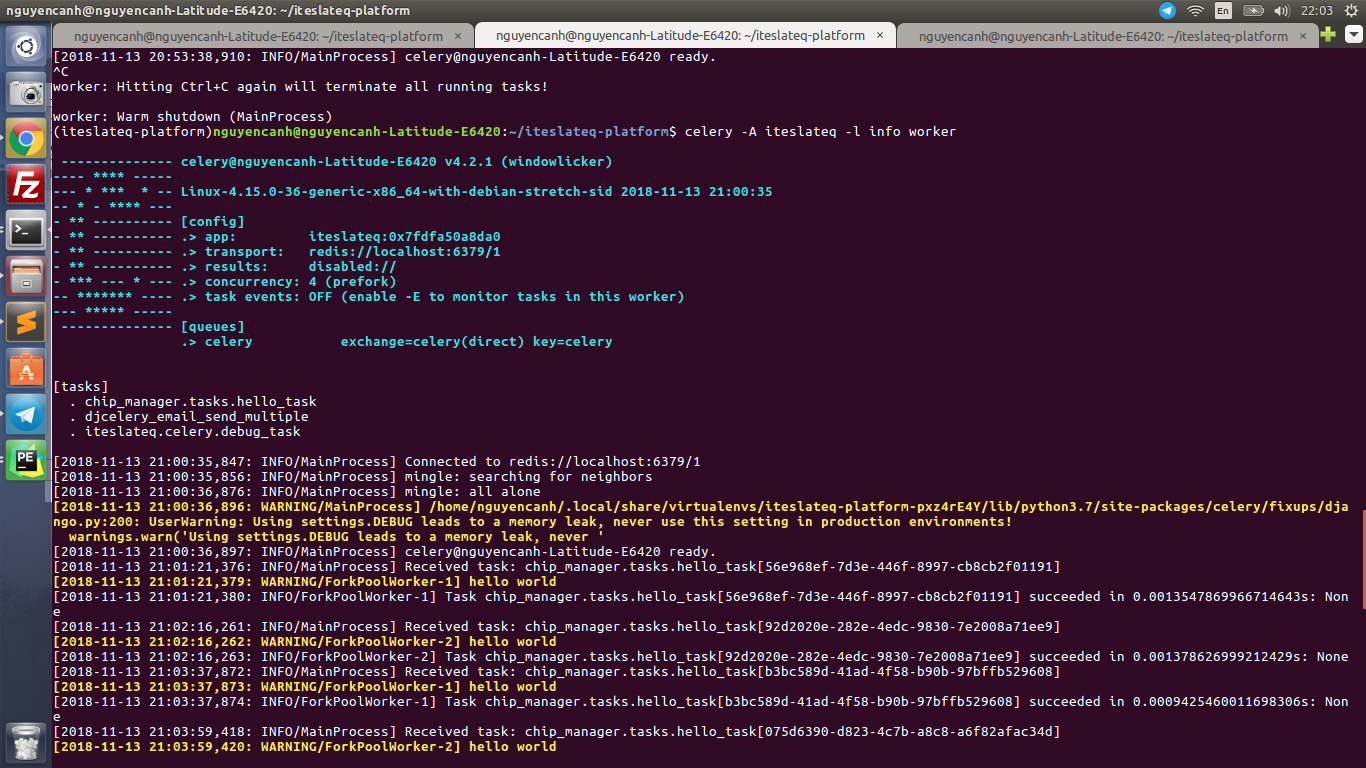 nguyencanh@nguyencanh-Latitude-E6420: ~/iteslateq-platform
En
22:03
nguyencanh@nguyencanh-Latitude-E6420: ~/iteslateq-platform ×
nguyencanh@nguyencanh-Latitude-E6420: ~/iteslateq-platform ×
nguyencanh@nguyencanh-Latitude-E6420: ~/iteslateq-platform ×
[2018-11-13 20:53:38,910: INFO/MainProcess] celery@nguyencanh-Latitude-E6420 ready.
^C
worker: Hitting Ctrl+C again will terminate all running tasks!
worker: Warm shutdown (MainProcess)
(iteslateq-platform)nguyencanh@nguyencanh-Latitude-E6420:~/iteslateq-platform$ celery -A iteslateq -l info worker
 -------------- celery@nguyencanh-Latitude-E6420 v4.2.1 (windowlicker)
---- **** -----
--- * ***  * -- Linux-4.15.0-36-generic-x86_64-with-debian-stretch-sid 2018-11-13 21:00:35
-- * - **** ---
- ** ---------- [config]
- ** ---------- .> app:         iteslateq:0x7fdfa50a8da0
- ** ---------- .> transport:   redis://localhost:6379/1
- ** ---------- .> results:     disabled://
- *** --- * --- .> concurrency: 4 (prefork)
-- ******* ---- .> task events: OFF (enable -E to monitor tasks in this worker)
--- ***** -----
 -------------- [queues]
                .> celery           exchange=celery(direct) key=celery
[tasks]
  . chip_manager.tasks.hello_task
  . djcelery_email_send_multiple
  . iteslateq.celery.debug_task
[2018-11-13 21:00:35,847: INFO/MainProcess] Connected to redis://localhost:6379/1
[2018-11-13 21:00:35,856: INFO/MainProcess] mingle: searching for neighbors
[2018-11-13 21:00:36,876: INFO/MainProcess] mingle: all alone
[2018-11-13 21:00:36,896: WARNING/MainProcess] /home/nguyencanh/.local/share/virtualenvs/iteslateq-platform-pxz4rE4Y/lib/python3.7/site-packages/celery/fixups/dja
ngo.py:200: UserWarning: Using settings.DEBUG leads to a memory leak, never use this setting in production environments!
  warnings.warn('Using settings.DEBUG leads to a memory leak, never '
[2018-11-13 21:00:36,897: INFO/MainProcess] celery@nguyencanh-Latitude-E6420 ready.
[2018-11-13 21:01:21,376: INFO/MainProcess] Received task: chip_manager.tasks.hello_task[56e968ef-7d3e-446f-8997-cb8cb2f01191]
[2018-11-13 21:01:21,379: WARNING/ForkPoolWorker-1] hello world
[2018-11-13 21:01:21,380: INFO/ForkPoolWorker-1] Task chip_manager.tasks.hello_task[56e968ef-7d3e-446f-8997-cb8cb2f01191] succeeded in 0.0013547869966714643s: Non
e
[2018-11-13 21:02:16,261: INFO/MainProcess] Received task: chip_manager.tasks.hello_task[92d2020e-282e-4edc-9830-7e2008a71ee9]
[2018-11-13 21:02:16,262: WARNING/ForkPoolWorker-2] hello world
[2018-11-13 21:02:16,263: INFO/ForkPoolWorker-2] Task chip_manager.tasks.hello_task[92d2020e-282e-4edc-9830-7e2008a71ee9] succeeded in 0.001378626999212429s: None
[2018-11-13 21:03:37,872: INFO/MainProcess] Received task: chip_manager.tasks.hello_task[b3bc589d-41ad-4f58-b90b-97bffb529608]
[2018-11-13 21:03:37,873: WARNING/ForkPoolWorker-1] hello world
[2018-11-13 21:03:37,874: INFO/ForkPoolWorker-1] Task chip_manager.tasks.hello_task[b3bc589d-41ad-4f58-b90b-97bffb529608] succeeded in 0.0009425460011698306s: Non
e
[2018-11-13 21:03:59,418: INFO/MainProcess] Received task: chip_manager.tasks.hello_task[075d6390-d823-4c7b-a8c8-a6f82afac34d]
[2018-11-13 21:03:59,420: WARNING/ForkPoolWorker-2] hello world
Fz
>_
PE